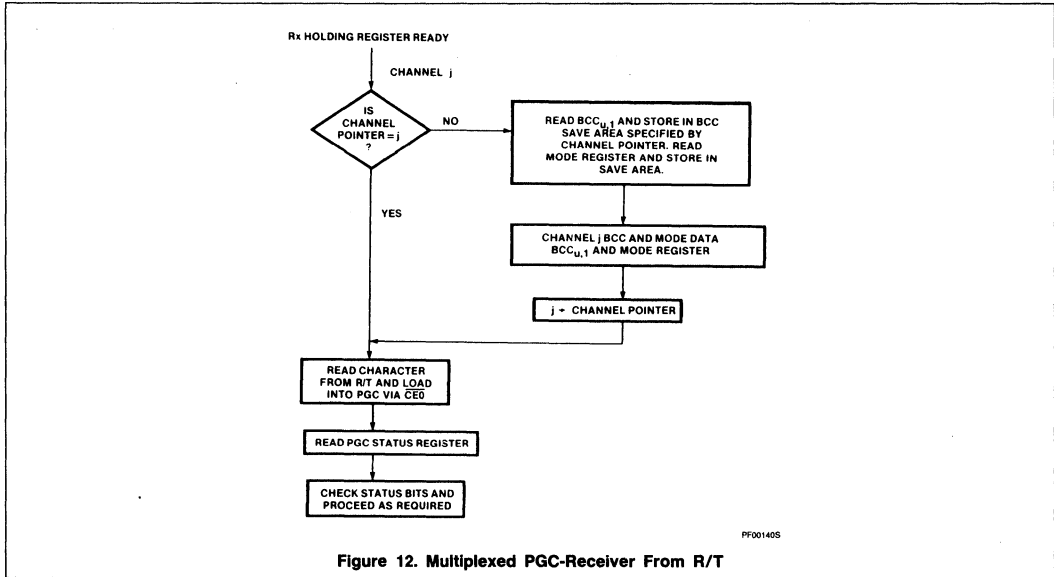 Rx HOLDING REGISTER READY
CHANNEL j
IS
CHANNEL
POINTER = j
?
NO
READ BCCu,1 AND STORE IN BCC
SAVE AREA SPECIFIED BY
CHANNEL POINTER. READ
MODE REGISTER AND STORE IN
SAVE AREA.
YES
CHANNEL j BCC AND MODE DATA
BCCu,1 AND MODE REGISTER
j + CHANNEL POINTER
READ CHARACTER
FROM R/T AND LOAD
INTO PGC VIA C̅E̅0̅
READ PGC STATUS REGISTER
CHECK STATUS BITS AND
PROCEED AS REQUIRED
PF00140S
Figure 12. Multiplexed PGC-Receiver From R/T